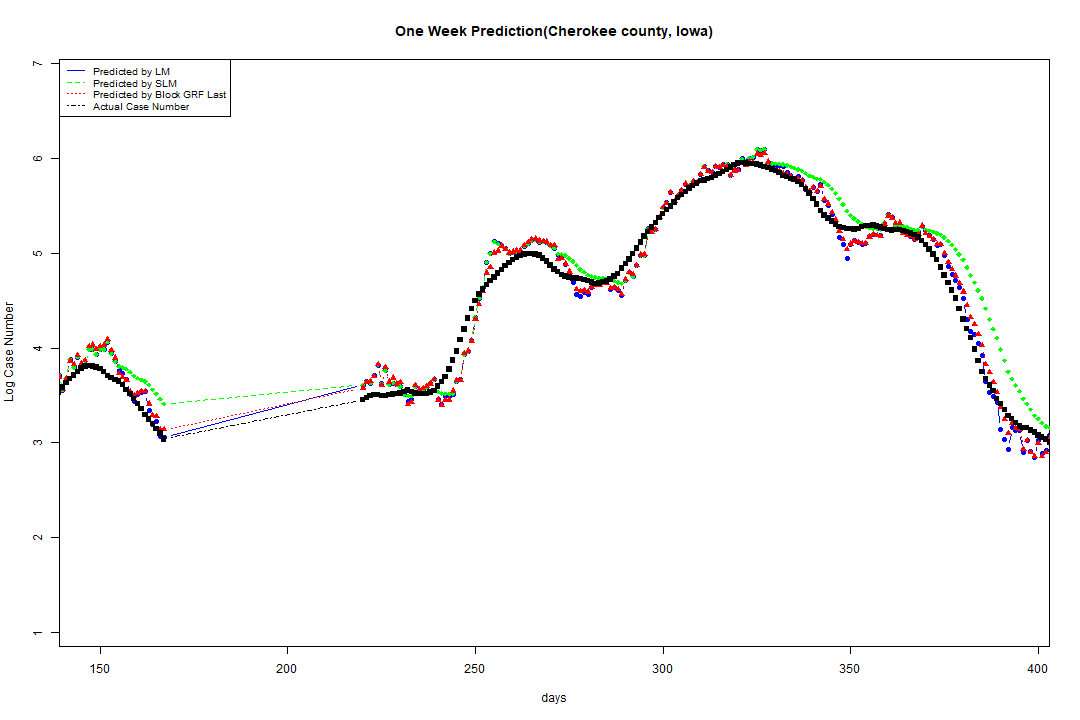 One Week Prediction(Cherokee county, Iowa)
Predicted by LM
Predicted by SLM
Predicted by Block GRF Last
Actual Case Number
Log Case Number
7
6
5
4
3
2
1
150 200 250 300 350 400
days